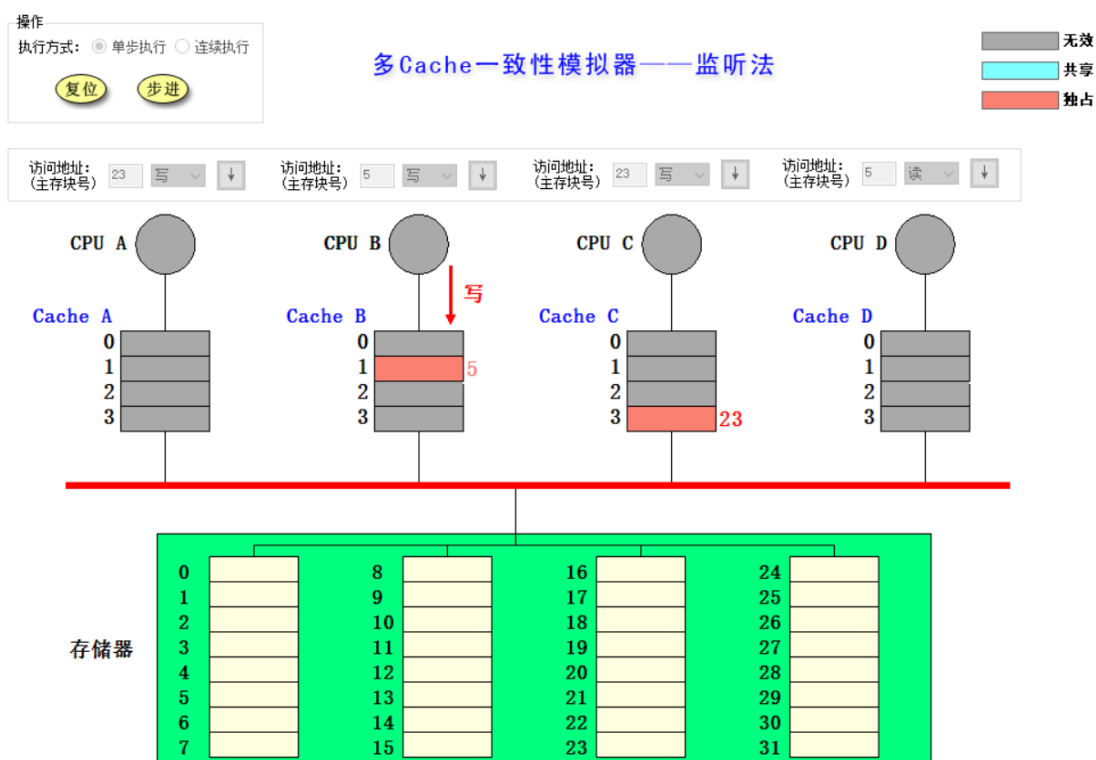 操作
执行方式： 单步执行 连续执行
复位 步进
多Cache一致性模拟器——监听法
无效
共享
独占
访问地址：
(主存块号) 23 写
访问地址：
(主存块号) 5 写
访问地址：
(主存块号) 23 写
访问地址：
(主存块号) 5 读
CPU A CPU B CPU C CPU D
写
Cache A Cache B Cache C Cache D
0 0 0 0
1 1 5 1 1
2 2 2 2
3 3 3 23 3
存储器
0 8 16 24
1 9 17 25
2 10 18 26
3 11 19 27
4 12 20 28
5 13 21 29
6 14 22 30
7 15 23 31